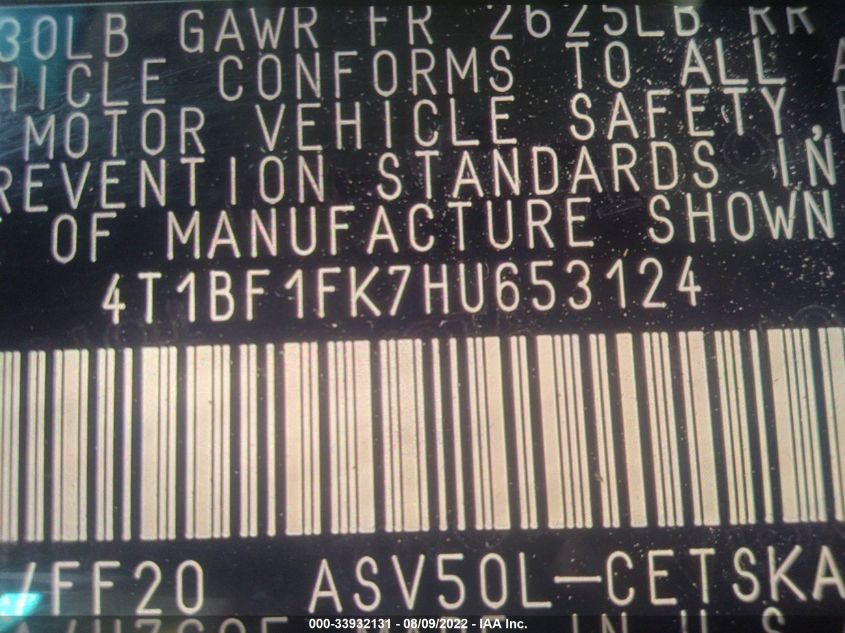 30LB GAWR FR 2625LB RR
HICLE CONFORMS TO ALL A
MOTOR VEHICLE SAFETY,
REVENTION STANDARDS IN
OF MANUFACTURE SHOWN
4T1BF1FK7HU653124
/FF20 ASV50L-CETSKA
000-33932131 - 08/09/2022 - IAA Inc.